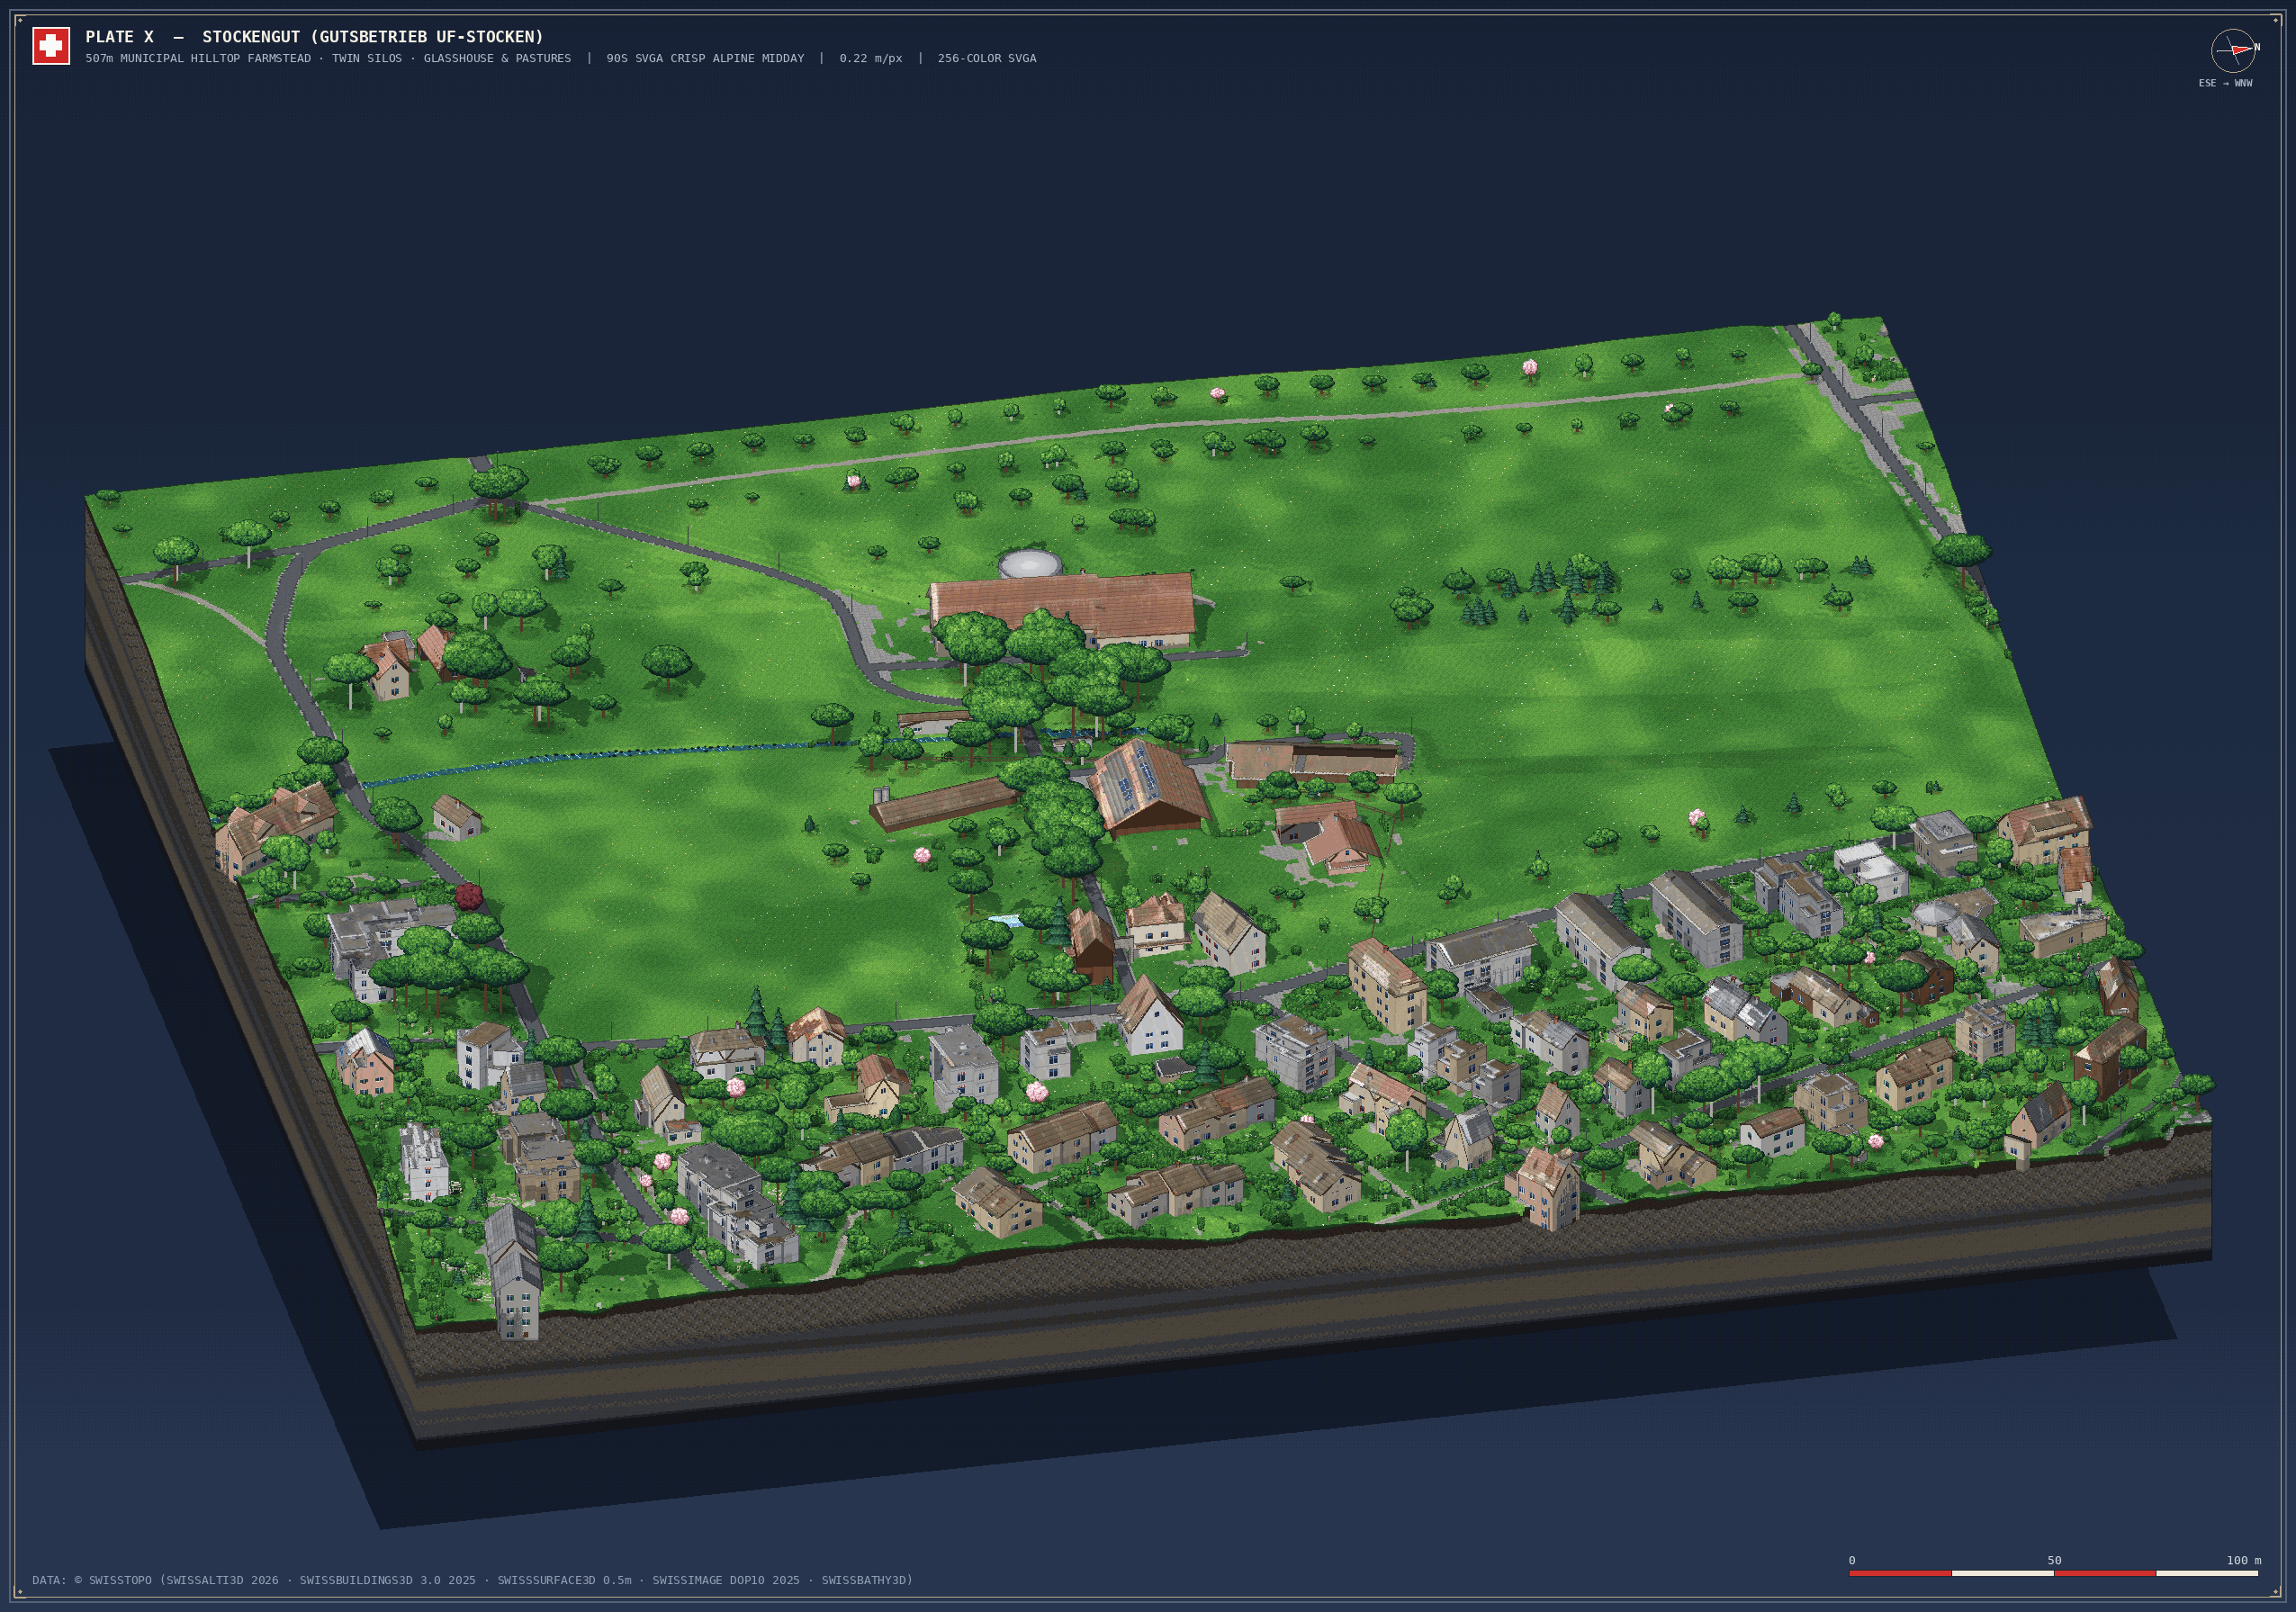 PLATE X — STOCKENGUT (GUTSBETRIEB UF-STOCKEN)
507m MUNICIPAL HILLTOP FARMSTEAD · TWIN SILOS · GLASSHOUSE & PASTURES | 90S SVGA CRISP ALPINE MIDDAY | 0.22 m/px | 256-COLOR SVGA
N
ESE → WNW
0 50 100 m
DATA: © SWISSTOPO (SWISSALTI3D 2026 · SWISSBUILDINGS3D 3.0 2025 · SWISSSURFACE3D 0.5m · SWISSIMAGE DOP10 2025 · SWISSBATHY3D)